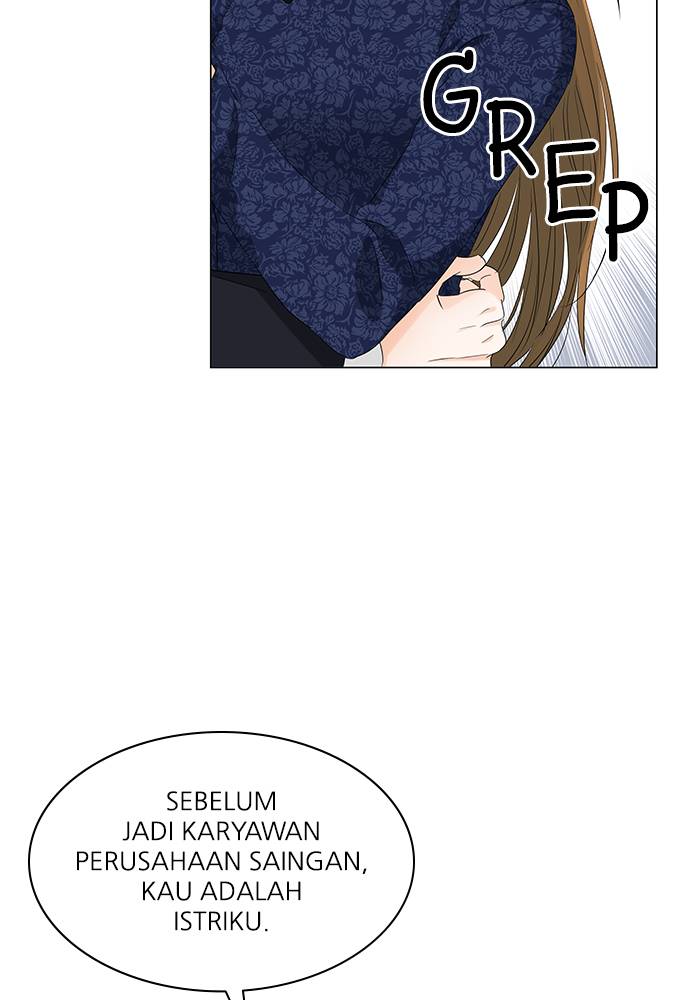 GREP
SEBELUM
JADI KARYAWAN
PERUSAHAAN SAINGAN,
KAU ADALAH
ISTRIKU.